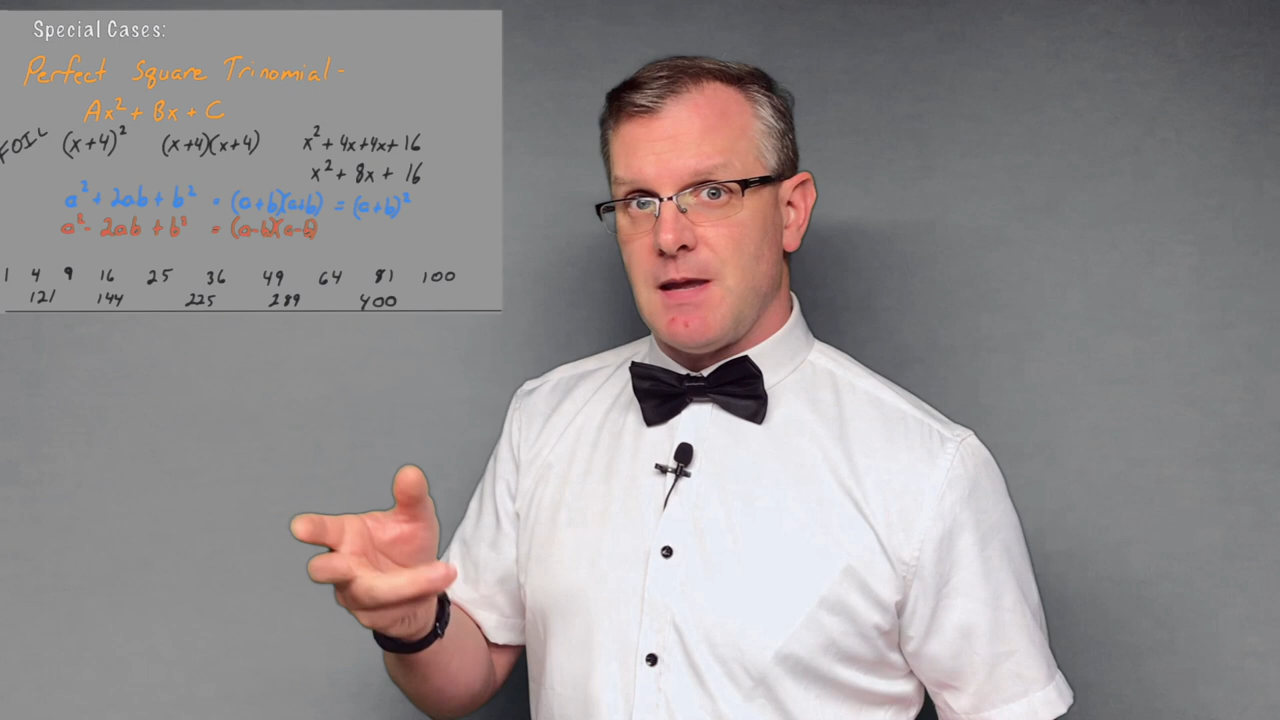 Special Cases:
Perfect Square Trinomial -
Ax² + Bx + C
FOIL (x+4)² (x+4)(x+4) x² + 4x+4x+ 16
x² + 8x + 16
a² + 2ab + b² = (a+b)(a+b) = (a+b)²
a² - 2ab + b² = (a-b)(a-b)
1 4 9 16 25 36 49 64 81 100
121 144 225 289 400